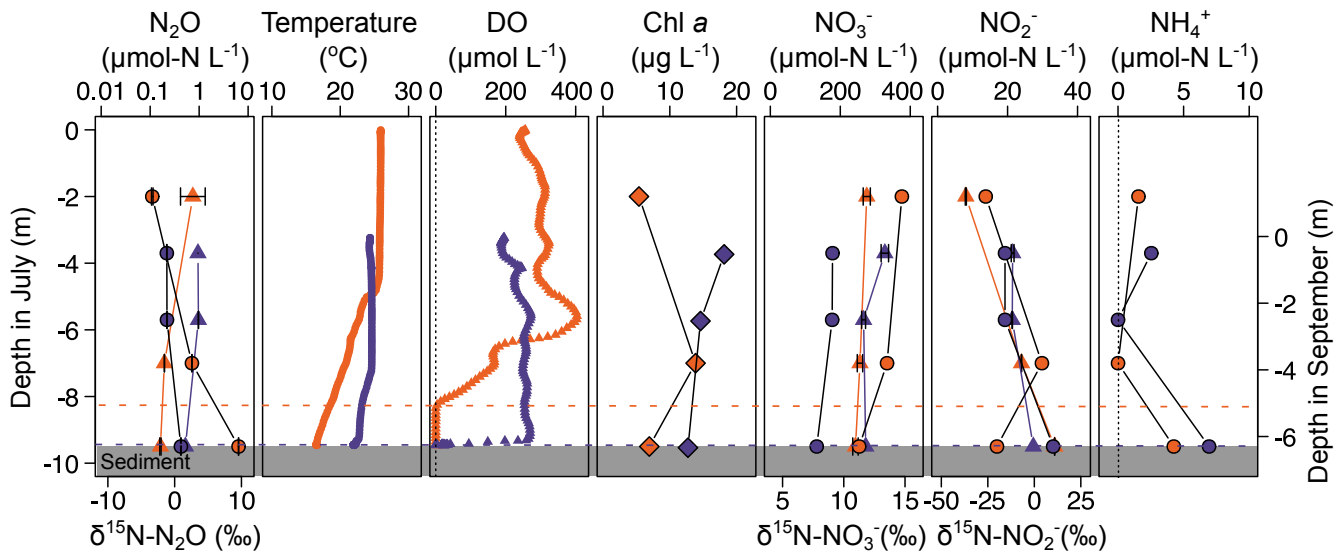 N₂O Temperature DO Chl a NO₃⁻ NO₂⁻ NH₄⁺
(µmol-N L⁻¹) (°C) (µmol L⁻¹) (µg L⁻¹) (µmol-N L⁻¹) (µmol-N L⁻¹) (µmol-N L⁻¹)
0.01 0.1 1 10 10 20 30 0 200 400 0 10 20 0 200 400 0 20 40 0 5 10
Depth in July (m)
0
-2
-4
-6
-8
-10
Sediment
Depth in September (m)
0
-2
-4
-6
-10 0 10 5 10 15 -50 -25 0 25
δ¹⁵N-N₂O (‰) δ¹⁵N-NO₃⁻(‰) δ¹⁵N-NO₂⁻(‰)